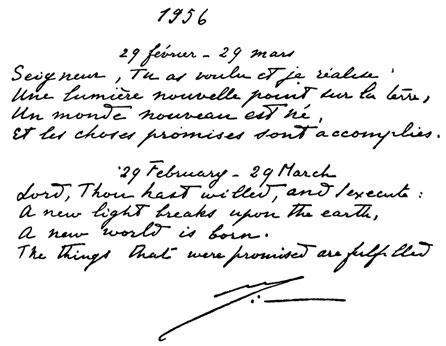 1956
29 février - 29 mars
Seigneur, Tu as voulu et je réalise:
Une lumière nouvelle point sur la terre,
Un monde nouveau est né,
Et les choses promises sont accomplies.
29 February - 29 March
Lord, Thou hast willed, and I execute:
A new light breaks upon the earth,
A new world is born.
The things that were promised are fulfilled